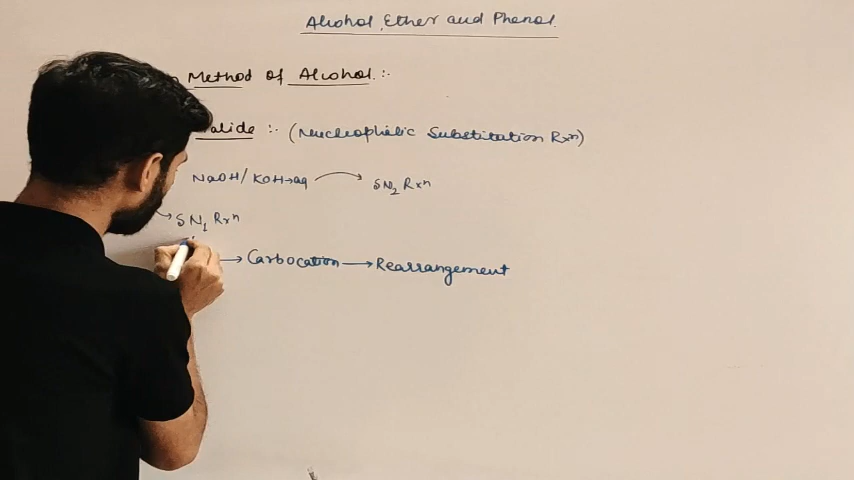 Alcohol, Ether and Phenol.
Method of Alcohol :-
alide :- (Nucleophilic Substitution Rxn)
NaOH / KOH→aq → SN2 Rxn
→ SN1 Rxn
→ Carbocation → Rearrangement